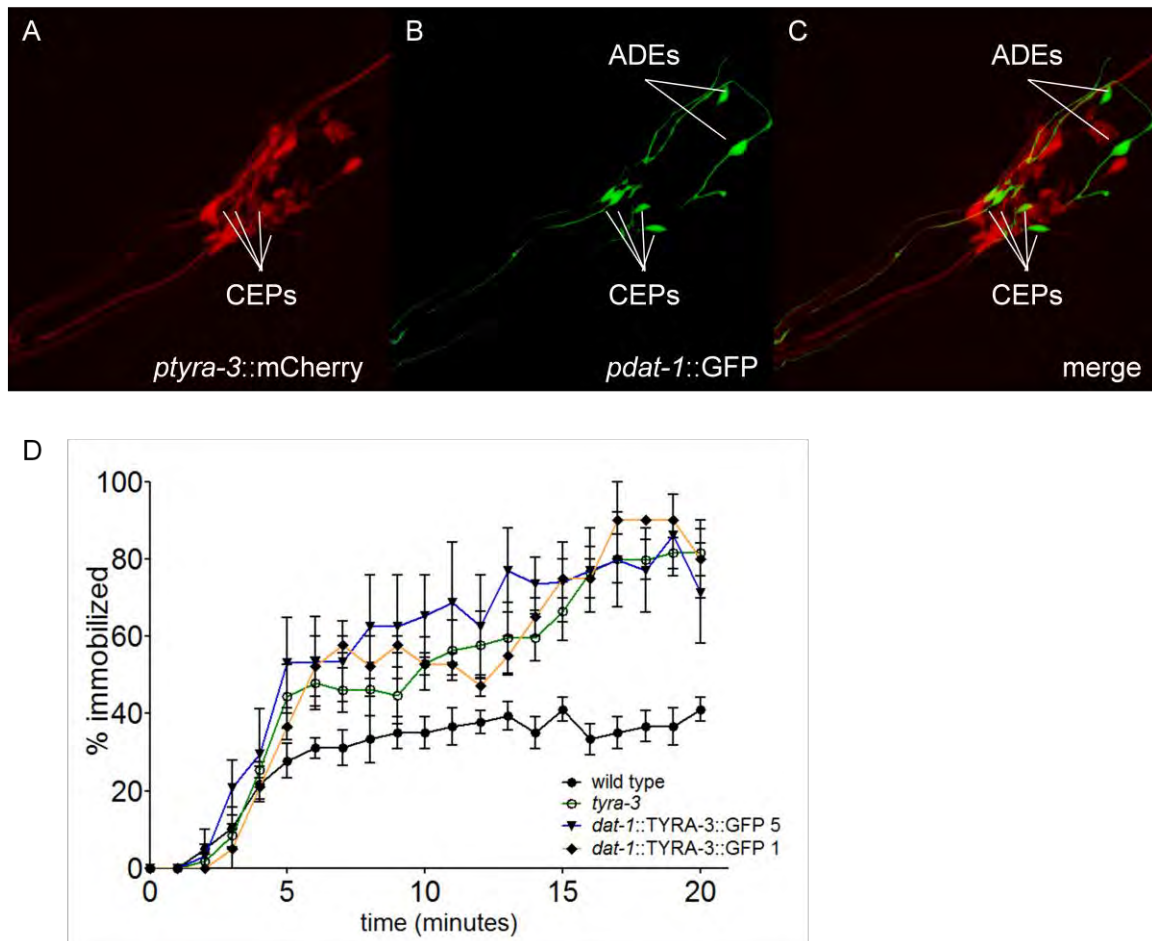 A
B
C
ADEs
ADEs
CEPs
CEPs
CEPs
ptyra-3::mCherry
pdat-1::GFP
merge
D
% immobilized
100
80
60
40
20
0
0
5
10
15
20
time (minutes)
wild type
tyra-3
dat-1::TYRA-3::GFP 5
dat-1::TYRA-3::GFP 1